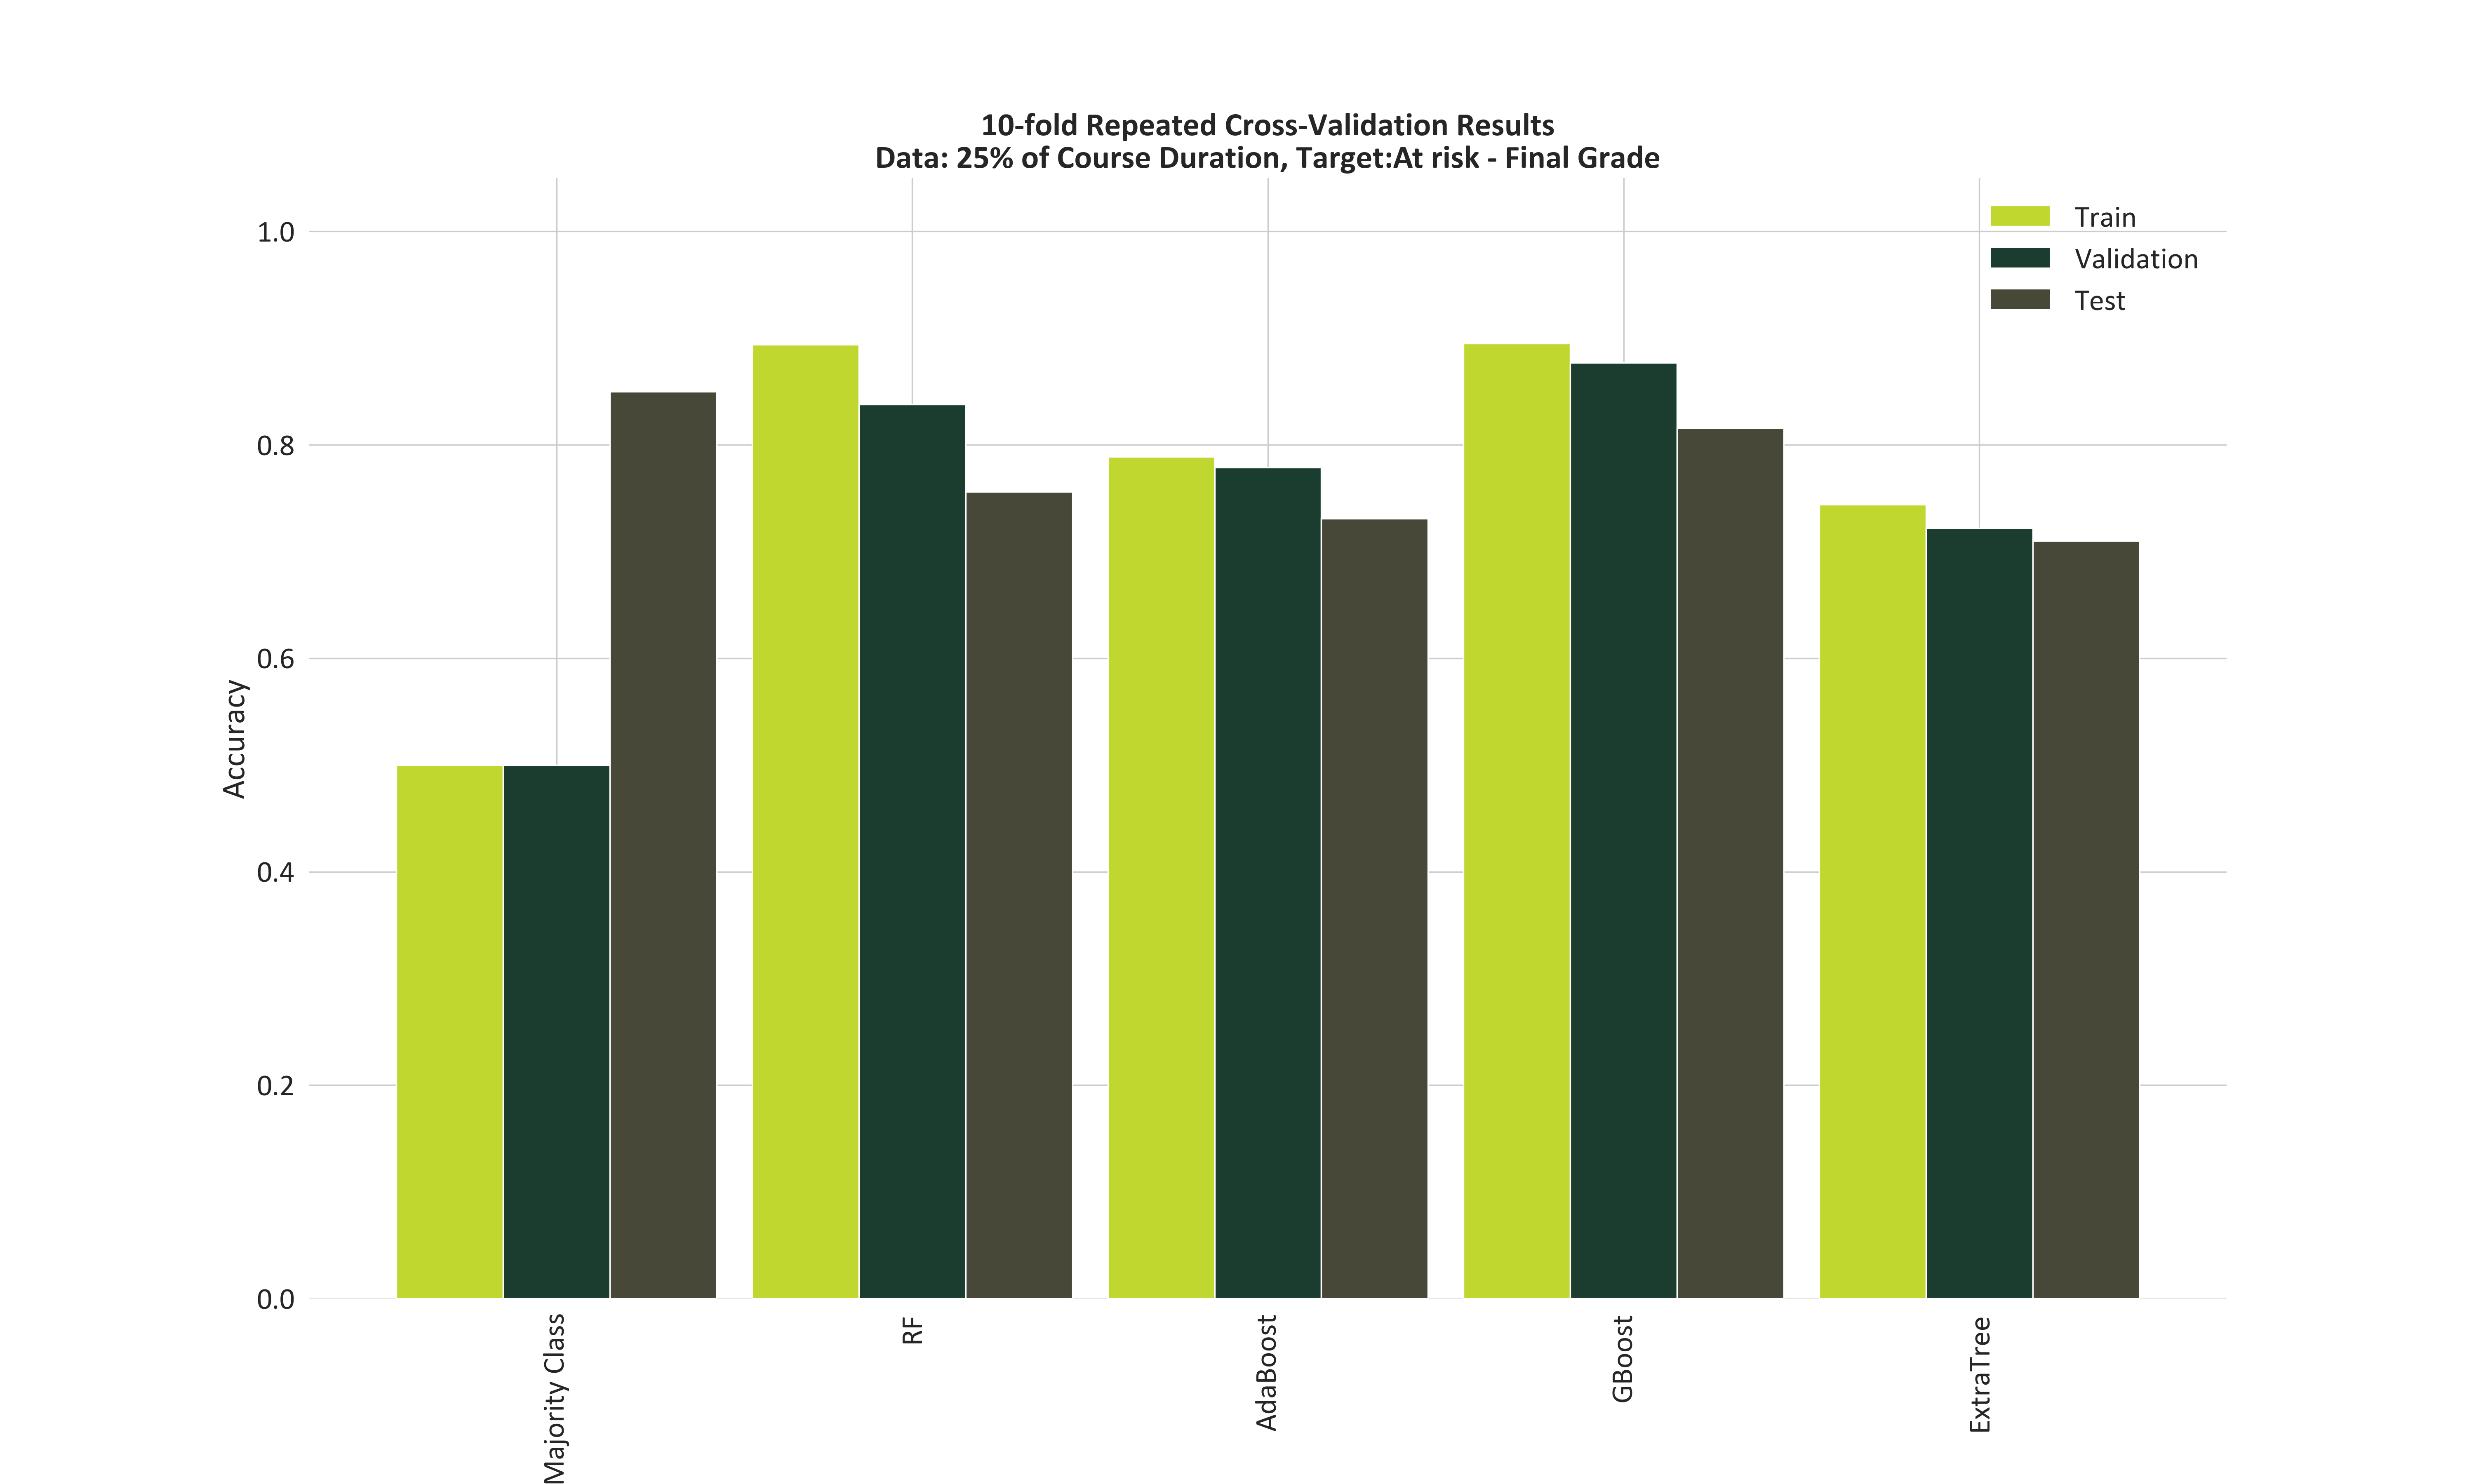 10-fold Repeated Cross-Validation Results
Data: 25% of Course Duration, Target:At risk - Final Grade
Train
Validation
Test
1.0
0.8
0.6
0.4
0.2
0.0
Accuracy
Majority Class
RF
AdaBoost
GBoost
ExtraTree